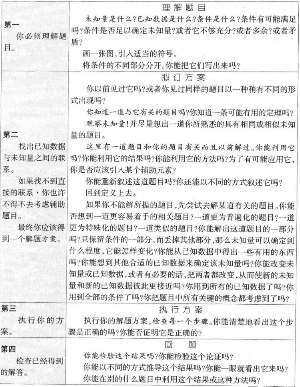 理解题目
第一
你必须理解题目。
未知量是什么?已知数据是什么?条件是什么?条件有可能满足吗?条件是否足以确定未知量?或者它不够充分?或者多余?或者矛盾?
画一张图,引入适当的符号。
将条件的不同部分分开。你能把它们写出来吗?
拟订方案
第二
找出已知数据与未知量之间的联系。
如果找不到直接的联系,你也许不得不去考虑辅助题目。
最终你应该得到一个解题方案。
你以前见过它吗?或者你见过同样的题目以一种稍有不同的形式出现吗?
你知道一道与它有关的题目吗?你知道一条可能有用的定理吗?
观察未知量!并尽量想出一道你所熟悉的具有相同或相似未知量的题目。
这里有一道题目和你的题目有关而且以前解过。你能利用它吗?你能利用它的结果吗?你能利用它的方法吗?为了有可能应用它,你是否应该引入某个辅助元素?
你能重新叙述这道题目吗?你还能以不同的方式叙述它吗?
回到定义上去。
如果你不能解所提的题目,先尝试去解某道有关的题目。你能否想到一道更容易着手的相关题目?一道更为普遍化的题目?一道更为特殊化的题目?一道类似的题目?你能解出这道题目的一部分吗?只保留条件的一部分,而丢掉其他部分,那么未知量可以确定到什么程度,它能怎样变化?你能从已知数据中得出一些有用的东西吗?你能想到其他合适的已知数据来确定该未知量吗?你能改变未知量或已知数据,或者有必要的话,把两者都改变,从而使新的未知量和新的已知数据彼此更接近吗?你用到所有的已知数据了吗?你用到全部的条件了吗?你把题目中所有关键的概念都考虑到了吗?
执行方案
第三
执行你的方案。
执行你的解题方案,检查每一个步骤。你能清楚地看出这个步骤是正确的吗?你能否证明它是正确的?
回顾
第四
检查已经得到的解答。
你能检验这个结果吗?你能检验这个论证吗?
你能以不同的方式推导这个结果吗?你能一眼就看出它来吗?
你能在别的什么题目中利用这个结果或这种方法吗?